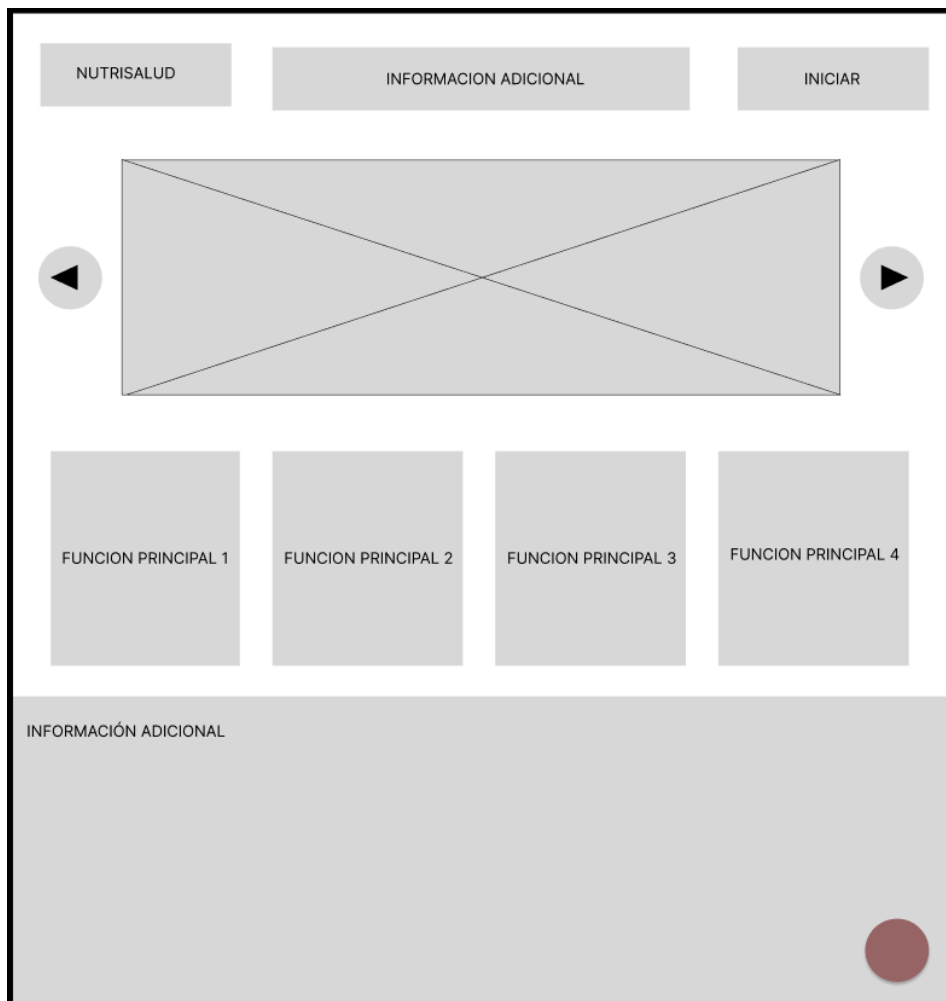 NUTRISALUD
INFORMACION ADICIONAL
INICIAR
FUNCION PRINCIPAL 1
FUNCION PRINCIPAL 2
FUNCION PRINCIPAL 3
FUNCION PRINCIPAL 4
INFORMACIÓN ADICIONAL